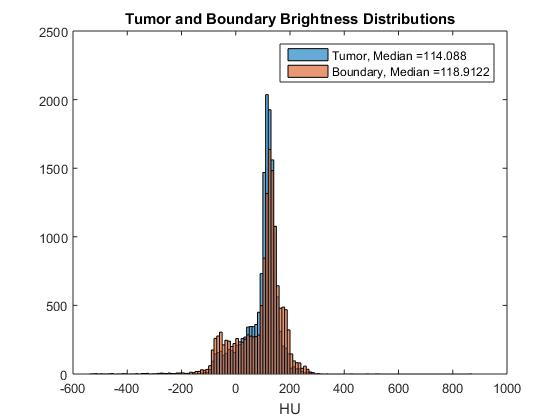 Tumor and Boundary Brightness Distributions
2500
Tumor, Median =114.088
Boundary, Median =118.9122
2000
1500
1000
500
0
-600 -400 -200 0 200 400 600 800 1000
HU